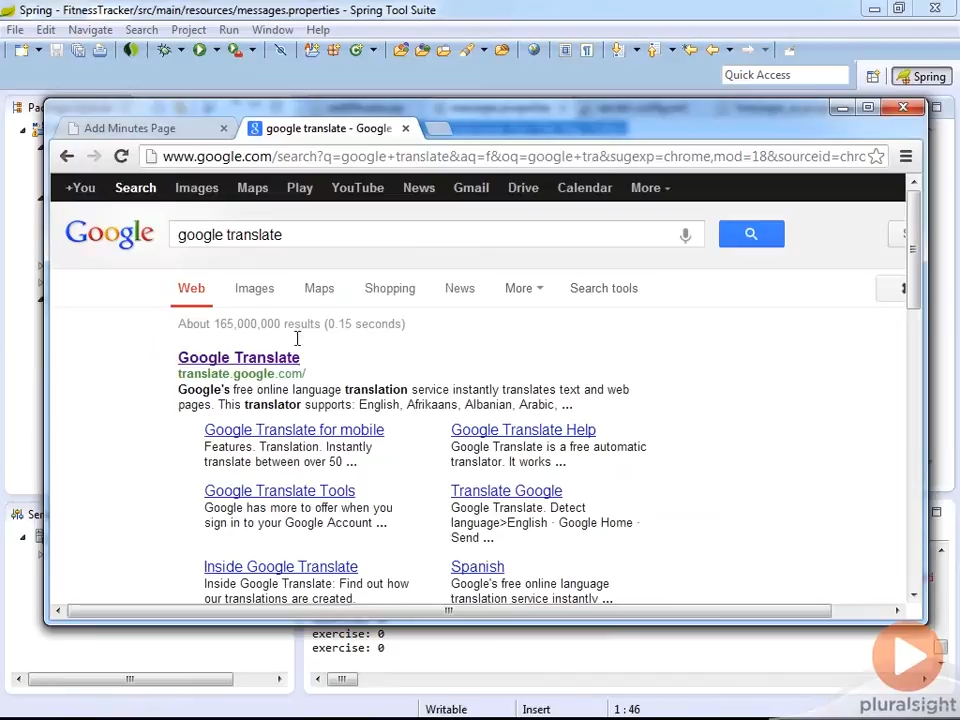 Spring - FitnessTracker/src/main/resources/messages.properties - Spring Tool Suite
File Edit Navigate Search Project Run Window Help
Quick Access
Spring
Add Minutes Page
google translate - Google
www.google.com/search?q=google+translate&aq=f&oq=google+tra&sugexp=chrome,mod=18&sourceid=chrc
+You Search Images Maps Play YouTube News Gmail Drive Calendar More
Google
google translate
Web Images Maps Shopping News More Search tools
About 165,000,000 results (0.15 seconds)
Google Translate
translate.google.com/
Google's free online language translation service instantly translates text and web
pages. This translator supports: English, Afrikaans, Albanian, Arabic, ...
Google Translate for mobile
Features. Translation. Instantly
translate between over 50 ...
Google Translate Help
Google Translate is a free automatic
translator. It works ...
Google Translate Tools
Google has more to offer when you
sign in to your Google Account ...
Translate Google
Google Translate. Detect
language>English · Google Home ·
Send ...
Inside Google Translate
Inside Google Translate: Find out how
our translations are created.
Spanish
Google's free online language
translation service instantly ...
exercise: 0
exercise: 0
Writable Insert 1 : 46
pluralsight